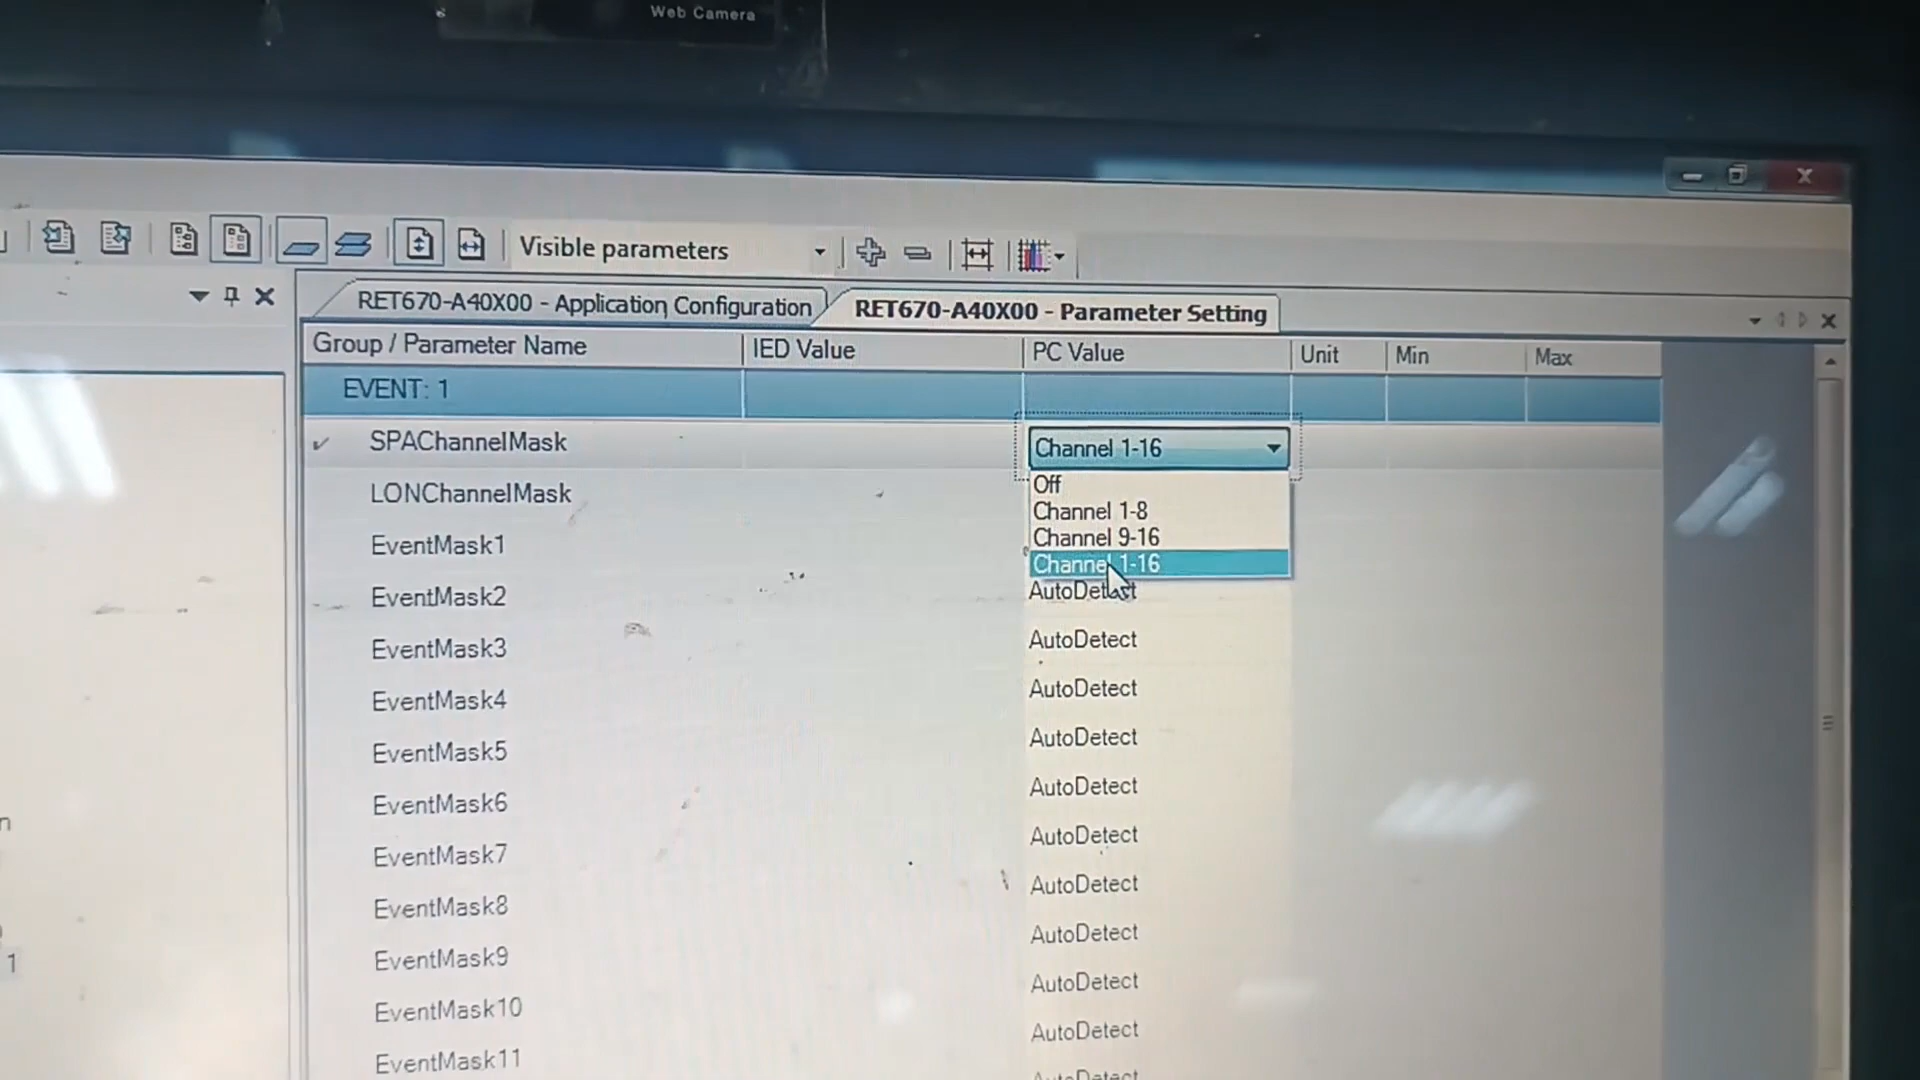 Web Camera
Visible parameters
RET670-A40X00 - Application Configuration
RET670-A40X00 - Parameter Setting
Group / Parameter Name IED Value PC Value Unit Min Max
EVENT: 1
SPAChannelMask Channel 1-16
Off
LONChannelMask
Channel 1-8
Channel 9-16
EventMask1
Channel 1-16
EventMask2 AutoDetect
EventMask3 AutoDetect
EventMask4 AutoDetect
EventMask5 AutoDetect
EventMask6 AutoDetect
EventMask7 AutoDetect
EventMask8 AutoDetect
EventMask9 AutoDetect
1
EventMask10 AutoDetect
EventMask11 AutoDetect
AutoDetect